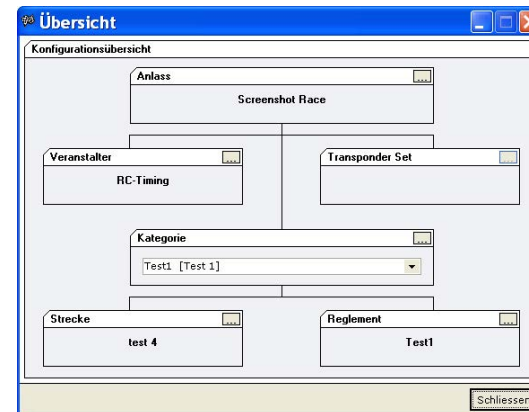 Übersicht
Konfigurationsübersicht
Anlass ...
Screenshot Race
Veranstalter ...
RC-Timing
Transponder Set ...
Kategorie ...
Test1 [Test 1]
Strecke ...
test 4
Reglement ...
Test1
Schliessen